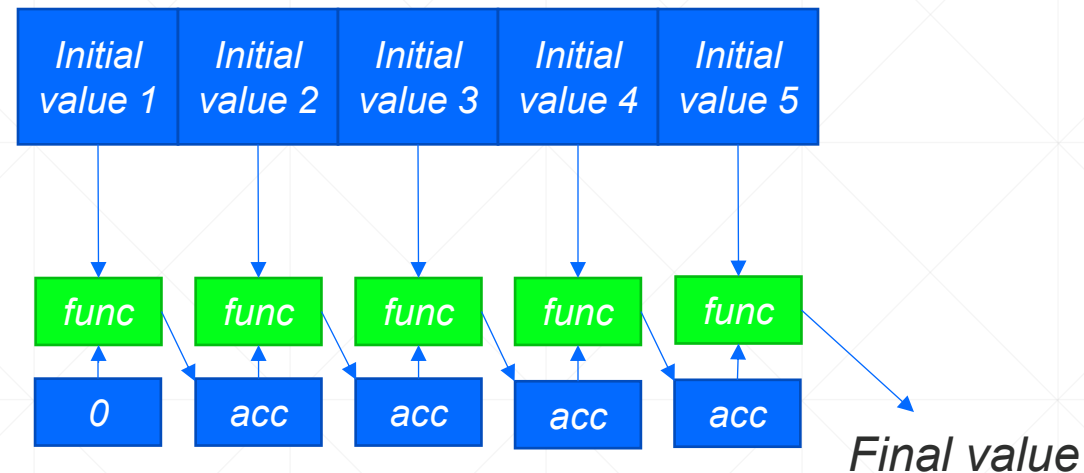 Initial
value 1
Initial
value 2
Initial
value 3
Initial
value 4
Initial
value 5
func
func
func
func
func
0
acc
acc
acc
acc
Final value